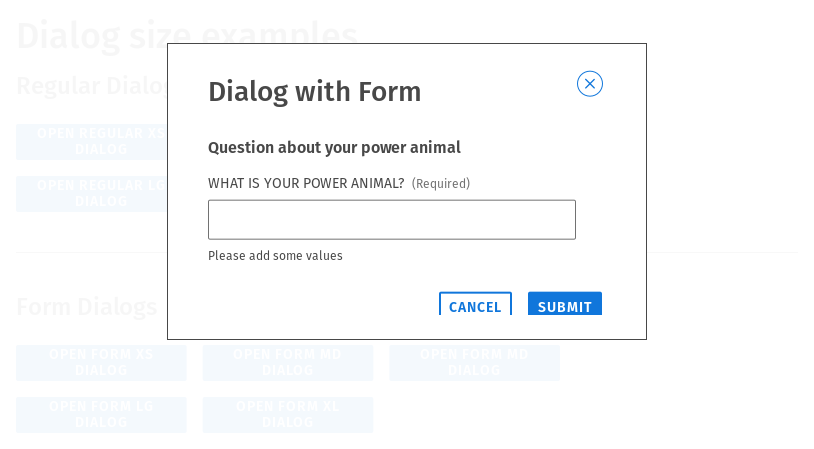 Dialog size examples
Regular Dialo
OPEN REGULAR XS
DIALOG
OPEN REGULAR LG
DIALOG
Dialog with Form
Question about your power animal
WHAT IS YOUR POWER ANIMAL? (Required)
Please add some values
CANCEL
SUBMIT
Form Dialogs
OPEN FORM XS
DIALOG
OPEN FORM MD
DIALOG
OPEN FORM MD
DIALOG
OPEN FORM LG
DIALOG
OPEN FORM XL
DIALOG